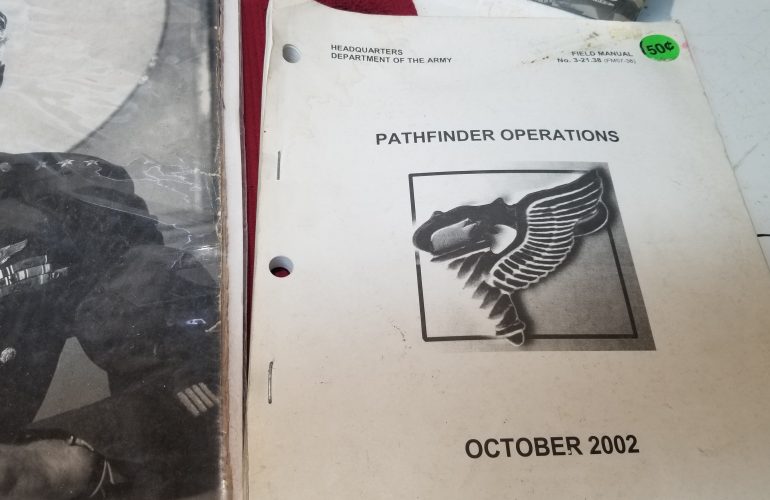 HEADQUARTERS
DEPARTMENT OF THE ARMY
FIELD MANUAL
No. 3-21.38 (FM57-38)
50¢
PATHFINDER OPERATIONS
OCTOBER 2002